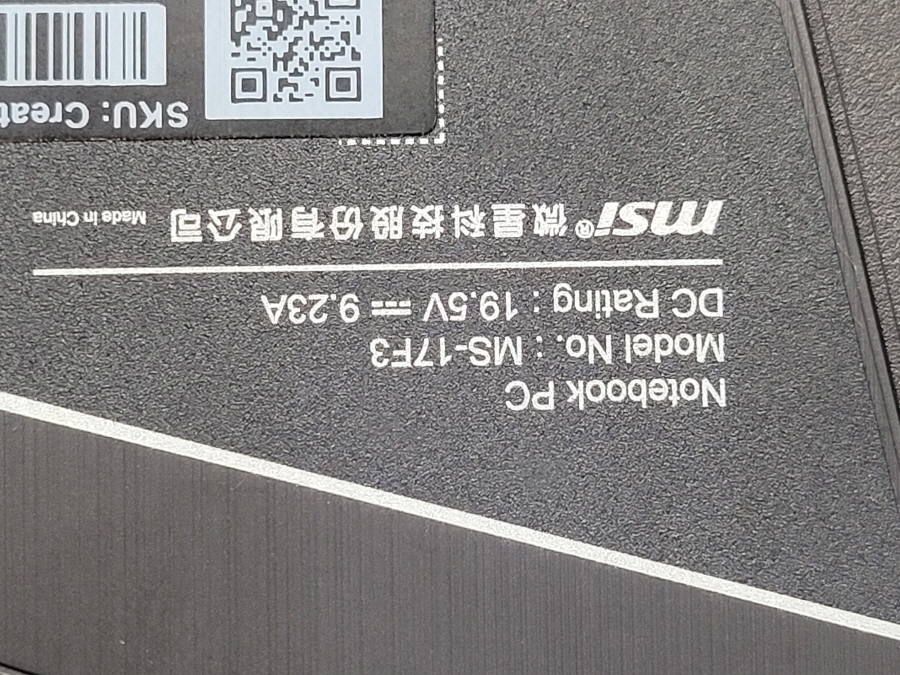 Notebook PC
Model No. : MS-17F3
DC Rating : 19.5V ⎓ 9.23A
msi® 微星科技股份有限公司 Made in China
SKU: Creat